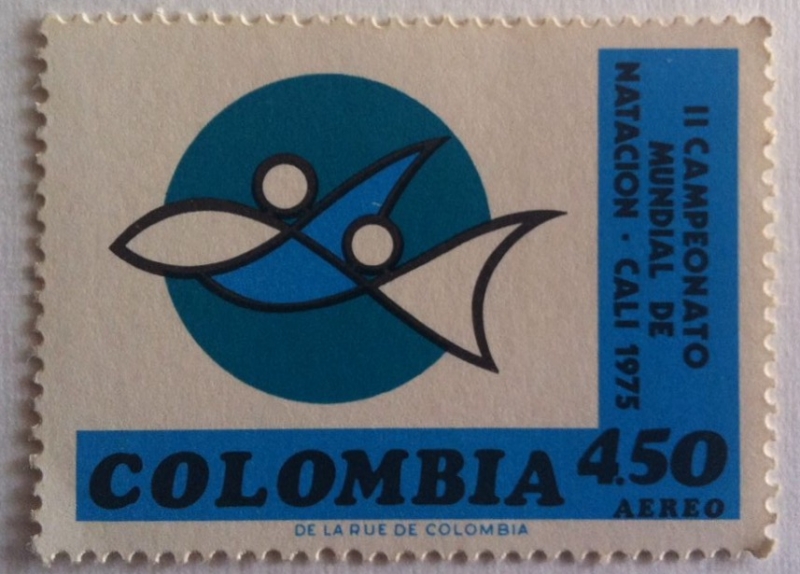 II CAMPEONATO
MUNDIAL DE
NATACION · CALI 1975
COLOMBIA 4.50
AEREO
DE LA RUE DE COLOMBIA